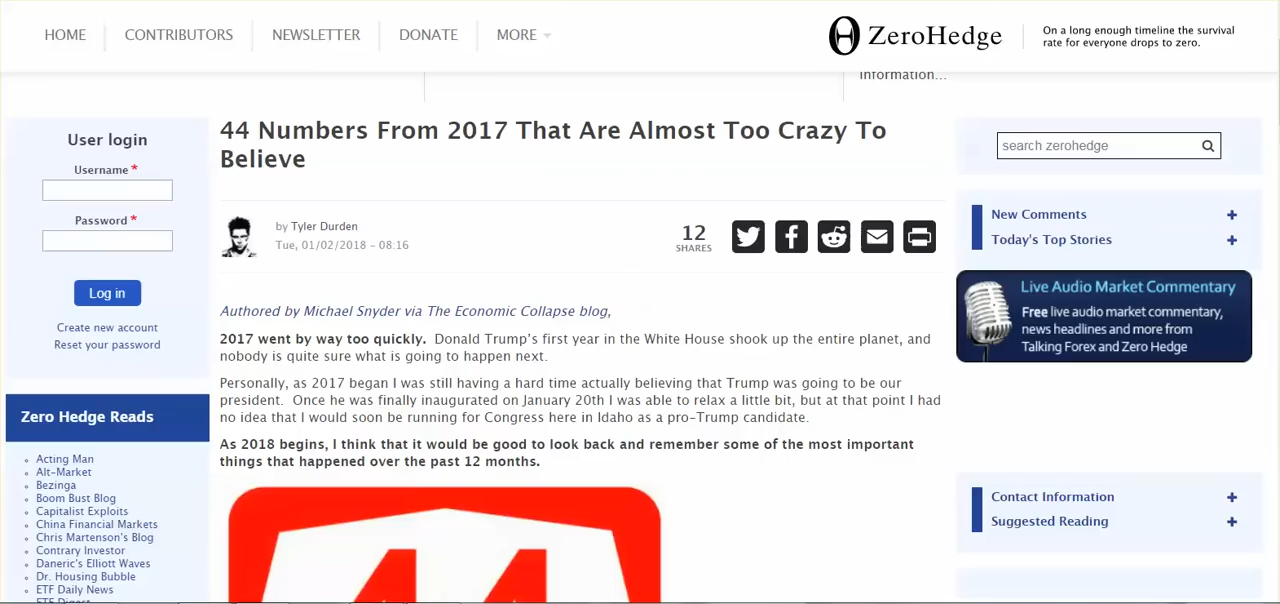 HOME
CONTRIBUTORS
NEWSLETTER
DONATE
MORE
ZeroHedge
On a long enough timeline the survival
rate for everyone drops to zero.
information...
User login
Username *
Password *
Log in
Create new account
Reset your password
Zero Hedge Reads
Acting Man
Alt-Market
Bezinga
Boom Bust Blog
Capitalist Exploits
China Financial Markets
Chris Martenson's Blog
Contrary Investor
Daneric's Elliott Waves
Dr. Housing Bubble
ETF Daily News
ETF Digest
44 Numbers From 2017 That Are Almost Too Crazy To
Believe
by Tyler Durden
Tue, 01/02/2018 - 08:16
12
SHARES
Authored by Michael Snyder via The Economic Collapse blog,
2017 went by way too quickly. Donald Trump's first year in the White House shook up the entire planet, and
nobody is quite sure what is going to happen next.
Personally, as 2017 began I was still having a hard time actually believing that Trump was going to be our
president. Once he was finally inaugurated on January 20th I was able to relax a little bit, but at that point I had
no idea that I would soon be running for Congress here in Idaho as a pro-Trump candidate.
As 2018 begins, I think that it would be good to look back and remember some of the most important
things that happened over the past 12 months.
44
search zerohedge
New Comments +
Today's Top Stories +
Live Audio Market Commentary
Free live audio market commentary,
news headlines and more from
Talking Forex and Zero Hedge
Contact Information +
Suggested Reading +